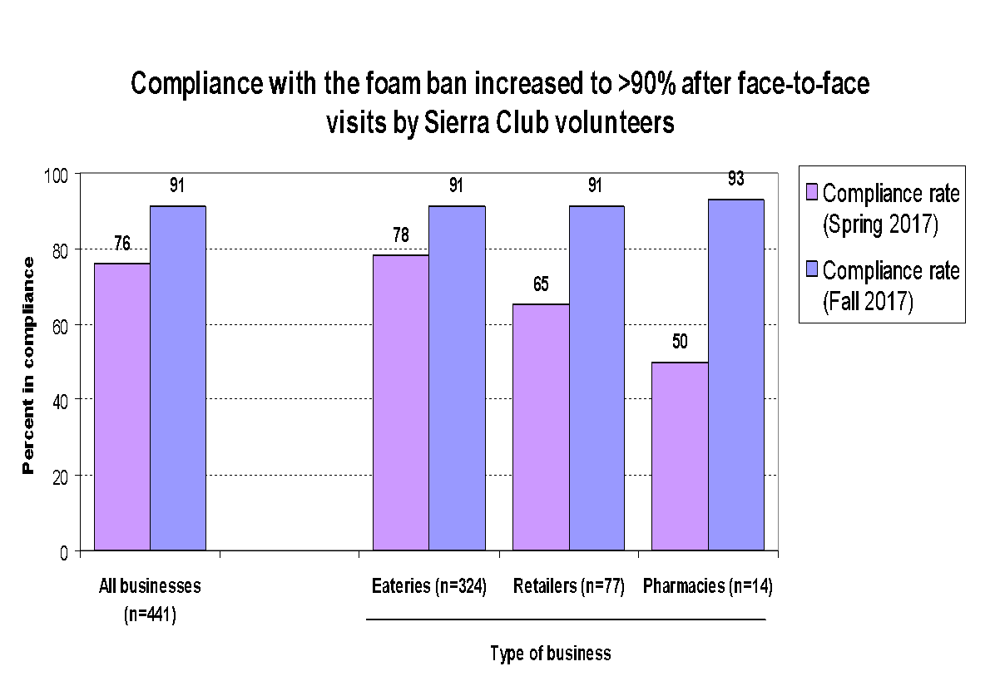 Compliance with the foam ban increased to >90% after face-to-face
visits by Sierra Club volunteers
Percent in compliance
100
80
60
40
20
0
76
91
78
91
65
91
50
93
All businesses
(n=441)
Eateries (n=324)
Retailers (n=77)
Pharmacies (n=14)
Type of business
Compliance rate
(Spring 2017)
Compliance rate
(Fall 2017)